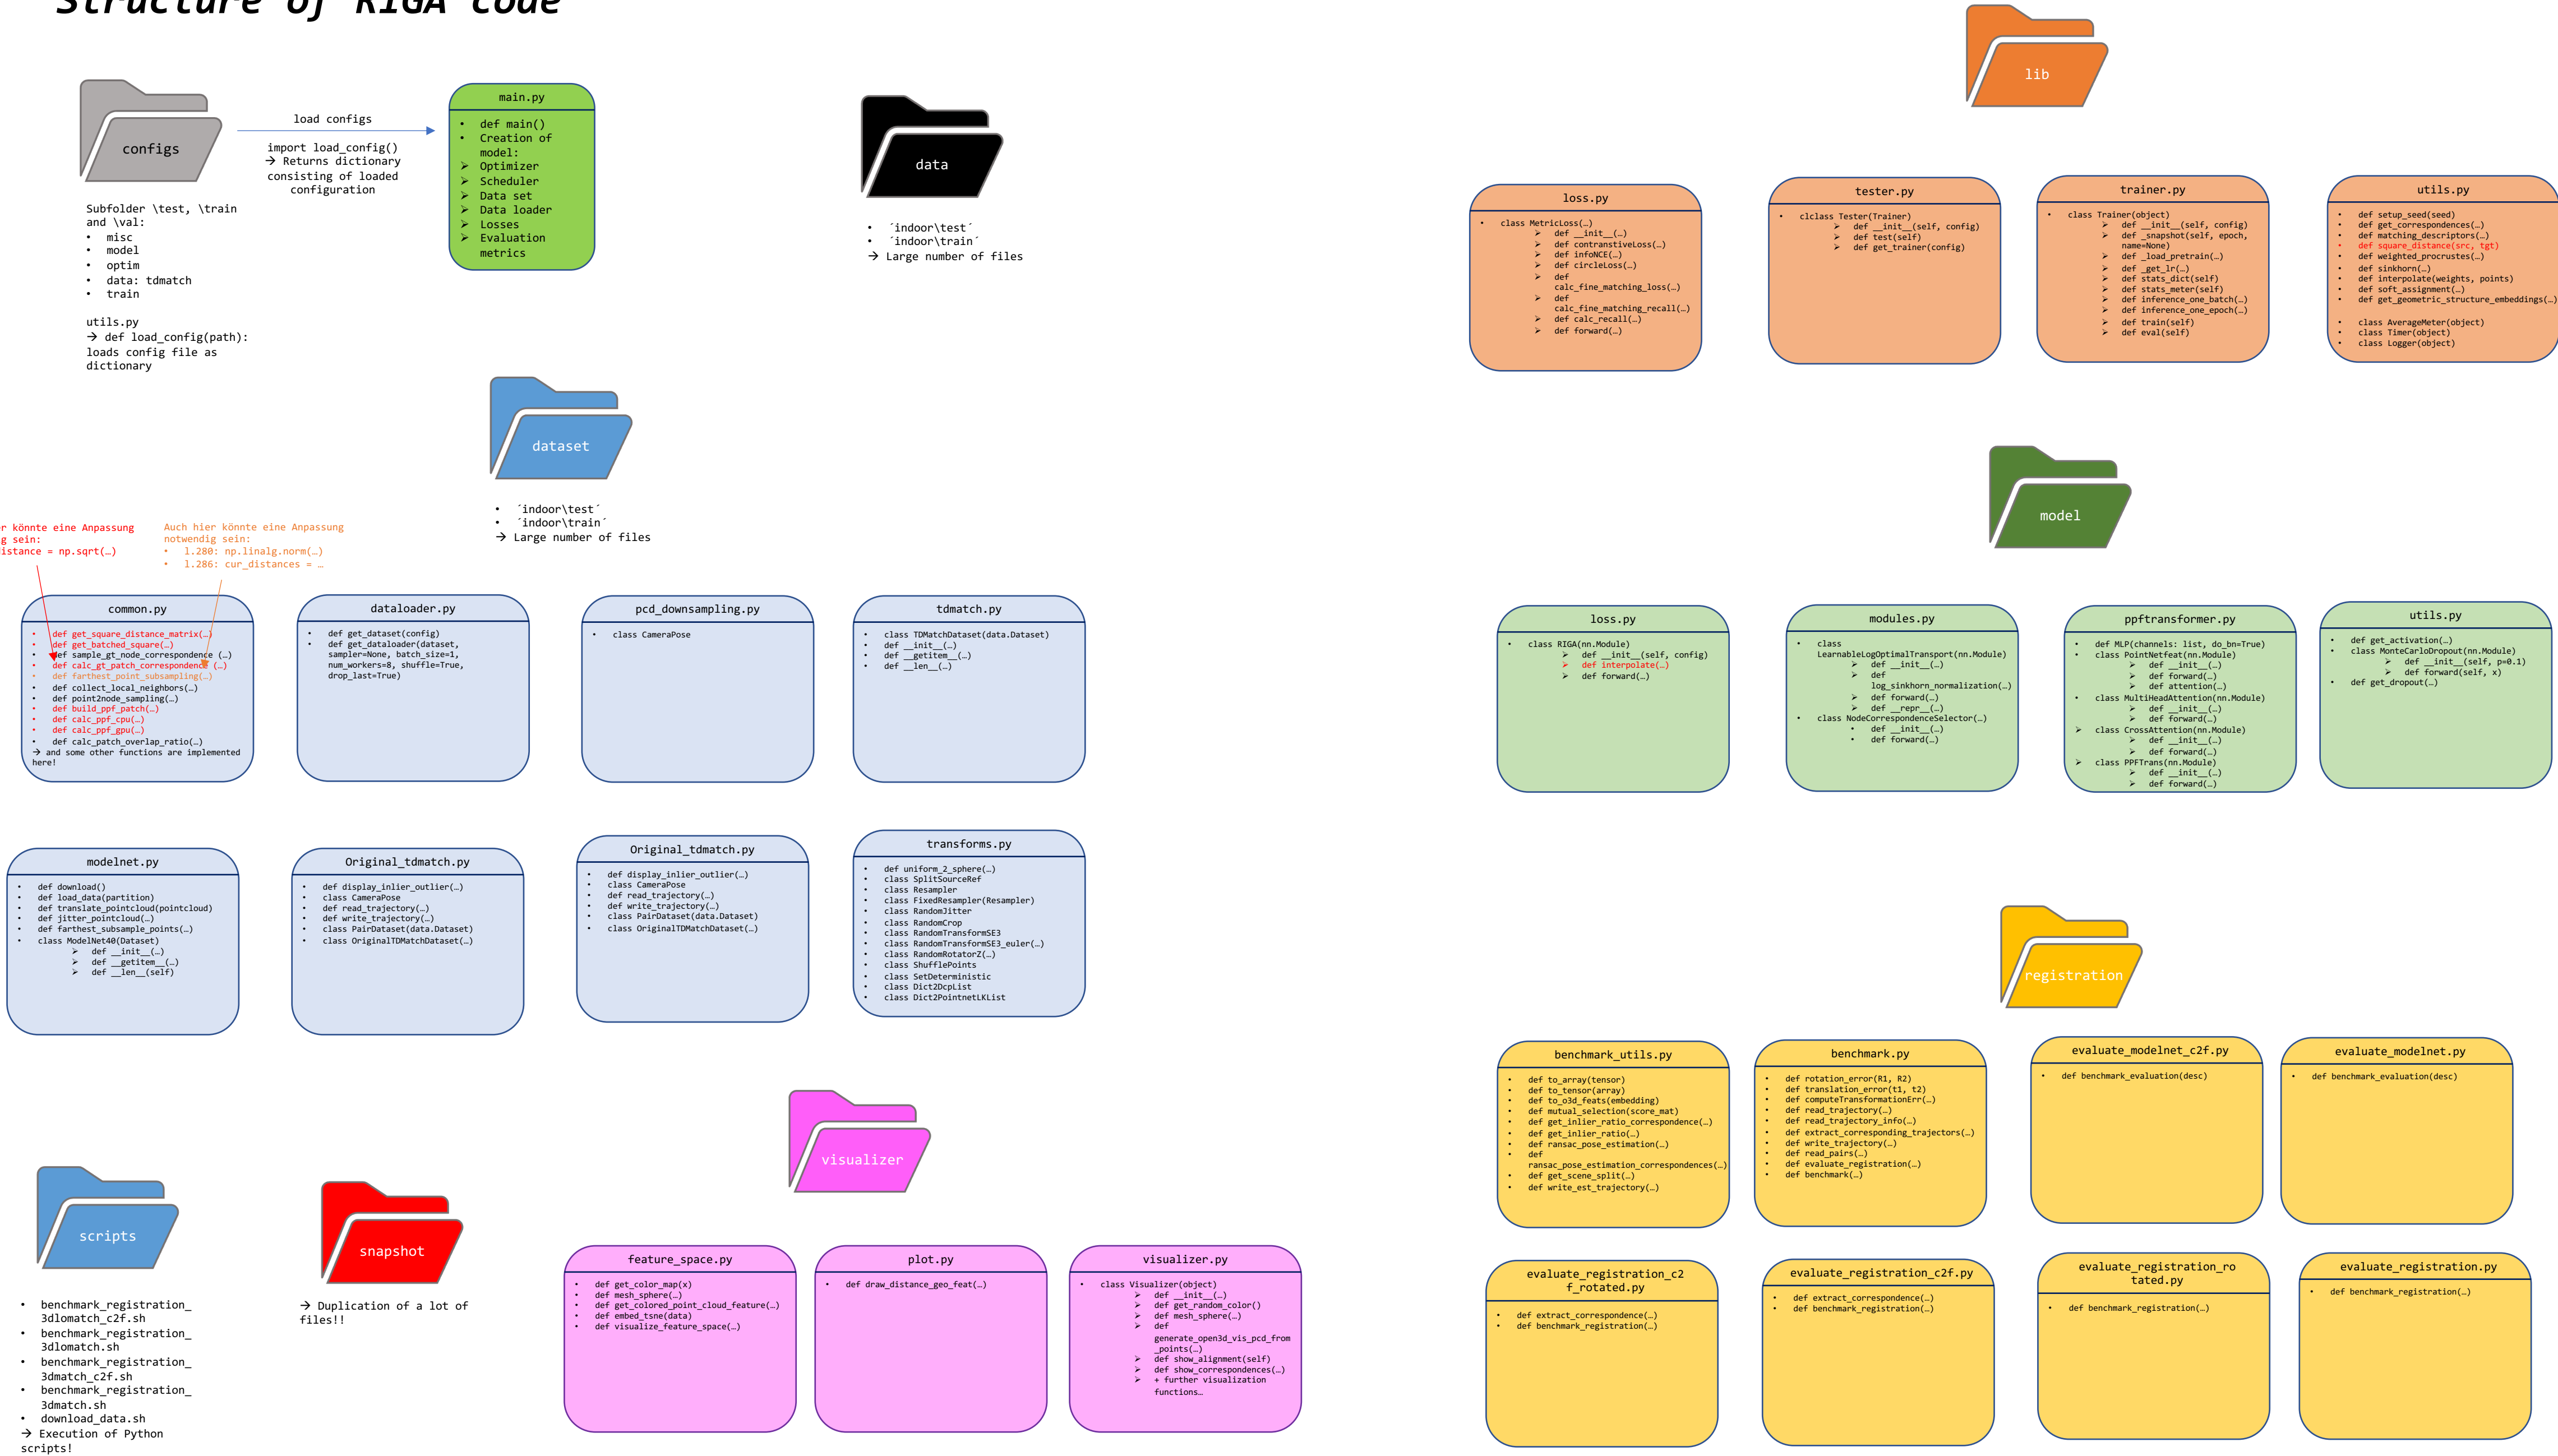 Structure of RIGA code
configs
Subfolder \test, \train
and \val:
• misc
• model
• optim
• data: tdmatch
• train
utils.py
→ def load_config(path):
loads config file as
dictionary
load configs
import load_config()
→ Returns dictionary
consisting of loaded
configuration
main.py
• def main()
• Creation of
model:
➢ Optimizer
➢ Scheduler
➢ Data set
➢ Data loader
➢ Losses
➢ Evaluation
metrics
data
• ´indoor\test´
• ´indoor\train´
→ Large number of files
dataset
• ´indoor\test´
• ´indoor\train´
→ Large number of files
könnte eine Anpassung
sein:
= np.sqrt(…)
Auch hier könnte eine Anpassung
notwendig sein:
• l.280: np.linalg.norm(…)
• l.286: cur_distances = …
common.py
• def get_square_distance_matrix(…)
• def get_batched_square(…)
• def sample_gt_node_correspondence (…)
• def calc_gt_patch_correspondence (…)
• def farthest_point_subsampling(…)
• def collect_local_neighbors(…)
• def point2node_sampling(…)
• def build_ppf_patch(…)
• def calc_ppf_cpu(…)
• def calc_ppf_gpu(…)
• def calc_patch_overlap_ratio(…)
→ and some other functions are implemented
here!
dataloader.py
• def get_dataset(config)
• def get_dataloader(dataset,
sampler=None, batch_size=1,
num_workers=8, shuffle=True,
drop_last=True)
pcd_downsampling.py
• class CameraPose
tdmatch.py
• class TDMatchDataset(data.Dataset)
• def __init__(…)
• def __getitem__(…)
• def __len__(…)
modelnet.py
• def download()
• def load_data(partition)
• def translate_pointcloud(pointcloud)
• def jitter_pointcloud(…)
• def farthest_subsample_points(…)
• class ModelNet40(Dataset)
➢ def __init__(…)
➢ def __getitem__(…)
➢ def __len__(self)
Original_tdmatch.py
• def display_inlier_outlier(…)
• class CameraPose
• def read_trajectory(…)
• def write_trajectory(…)
• class PairDataset(data.Dataset)
• class OriginalTDMatchDataset(…)
Original_tdmatch.py
• def display_inlier_outlier(…)
• class CameraPose
• def read_trajectory(…)
• def write_trajectory(…)
• class PairDataset(data.Dataset)
• class OriginalTDMatchDataset(…)
transforms.py
• def uniform_2_sphere(…)
• class SplitSourceRef
• class Resampler
• class FixedResampler(Resampler)
• class RandomJitter
• class RandomCrop
• class RandomTransformSE3
• class RandomTransformSE3_euler(…)
• class RandomRotatorZ(…)
• class ShufflePoints
• class SetDeterministic
• class Dict2DcpList
• class Dict2PointnetLKList
scripts
• benchmark_registration_
3dlomatch_c2f.sh
• benchmark_registration_
3dlomatch.sh
• benchmark_registration_
3dmatch_c2f.sh
• benchmark_registration_
3dmatch.sh
• download_data.sh
→ Execution of Python
scripts!
snapshot
→ Duplication of a lot of
files!!
visualizer
feature_space.py
• def get_color_map(x)
• def mesh_sphere(…)
• def get_colored_point_cloud_feature(…)
• def embed_tsne(data)
• def visualize_feature_space(…)
plot.py
• def draw_distance_geo_feat(…)
visualizer.py
• class Visualizer(object)
➢ def __init__(…)
➢ def get_random_color()
➢ def mesh_sphere(…)
➢ def
generate_open3d_vis_pcd_from
_points(…)
➢ def show_alignment(self)
➢ def show_correspondences(…)
➢ + further visualization
functions…
lib
loss.py
• class MetricLoss(…)
➢ def __init__(…)
➢ def contranstiveLoss(…)
➢ def infoNCE(…)
➢ def circleLoss(…)
➢ def
calc_fine_matching_loss(…)
➢ def
calc_fine_matching_recall(…)
➢ def calc_recall(…)
➢ def forward(…)
tester.py
• clclass Tester(Trainer)
➢ def __init__(self, config)
➢ def test(self)
➢ def get_trainer(config)
trainer.py
• class Trainer(object)
➢ def __init__(self, config)
➢ def _snapshot(self, epoch,
name=None)
➢ def _load_pretrain(…)
➢ def _get_lr(…)
➢ def stats_dict(self)
➢ def stats_meter(self)
➢ def inference_one_batch(…)
➢ def inference_one_epoch(…)
➢ def train(self)
➢ def eval(self)
utils.py
• def setup_seed(seed)
• def get_correspondences(…)
• def matching_descriptors(…)
• def square_distance(src, tgt)
• def weighted_procrustes(…)
• def sinkhorn(…)
• def interpolate(weights, points)
• def soft_assignment(…)
• def get_geometric_structure_embeddings(…)
• class AverageMeter(object)
• class Timer(object)
• class Logger(object)
model
loss.py
• class RIGA(nn.Module)
➢ def __init__(self, config)
➢ def interpolate(…)
➢ def forward(…)
modules.py
• class
LearnableLogOptimalTransport(nn.Module)
➢ def __init__(…)
➢ def
log_sinkhorn_normalization(…)
➢ def forward(…)
➢ def __repr__(…)
• class NodeCorrespondenceSelector(…)
• def __init__(…)
• def forward(…)
ppftransformer.py
• def MLP(channels: list, do_bn=True)
• class PointNetfeat(nn.Module)
➢ def __init__(…)
➢ def forward(…)
➢ def attention(…)
• class MultiHeadAttention(nn.Module)
➢ def __init__(…)
➢ def forward(…)
➢ class CrossAttention(nn.Module)
➢ def __init__(…)
➢ def forward(…)
➢ class PPFTrans(nn.Module)
➢ def __init__(…)
➢ def forward(…)
utils.py
• def get_activation(…)
• class MonteCarloDropout(nn.Module)
➢ def __init__(self, p=0.1)
➢ def forward(self, x)
• def get_dropout(…)
registration
benchmark_utils.py
• def to_array(tensor)
• def to_tensor(array)
• def to_o3d_feats(embedding)
• def mutual_selection(score_mat)
• def get_inlier_ratio_correspondence(…)
• def get_inlier_ratio(…)
• def ransac_pose_estimation(…)
• def
ransac_pose_estimation_correspondences(…)
• def get_scene_split(…)
• def write_est_trajectory(…)
benchmark.py
• def rotation_error(R1, R2)
• def translation_error(t1, t2)
• def computeTransformationErr(…)
• def read_trajectory(…)
• def read_trajectory_info(…)
• def extract_corresponding_trajectors(…)
• def write_trajectory(…)
• def read_pairs(…)
• def evaluate_registration(…)
• def benchmark(…)
evaluate_modelnet_c2f.py
• def benchmark_evaluation(desc)
evaluate_modelnet.py
• def benchmark_evaluation(desc)
evaluate_registration_c2
f_rotated.py
• def extract_correspondence(…)
• def benchmark_registration(…)
evaluate_registration_c2f.py
• def extract_correspondence(…)
• def benchmark_registration(…)
evaluate_registration_ro
tated.py
• def benchmark_registration(…)
evaluate_registration.py
• def benchmark_registration(…)